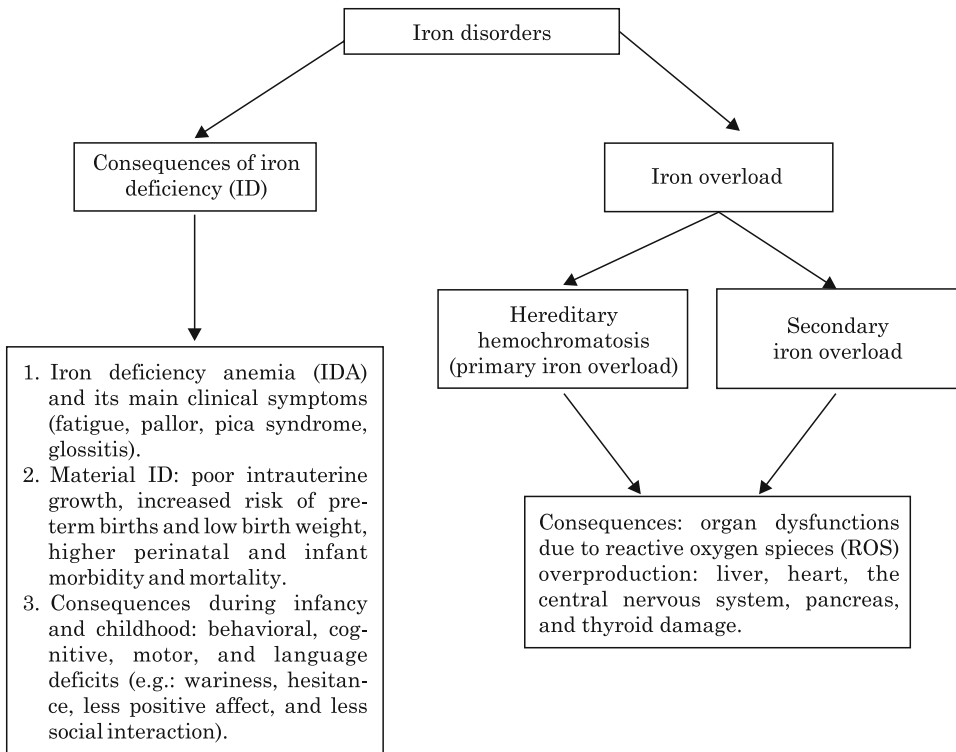 Iron disorders
Consequences of iron
deficiency (ID)
Iron overload
Hereditary
hemochromatosis
(primary iron overload)
Secondary
iron overload
1. Iron deficiency anemia (IDA)
and its main clinical symptoms
(fatigue, pallor, pica syndrome,
glossitis).
2. Material ID: poor intrauterine
growth, increased risk of pre-
term births and low birth weight,
higher perinatal and infant
morbidity and mortality.
3. Consequences during infancy
and childhood: behavioral, cog-
nitive, motor, and language
deficits (e.g.: wariness, hesitan-
ce, less positive affect, and less
social interaction).
Consequences: organ dysfunctions
due to reactive oxygen spieces (ROS)
overproduction: liver, heart, the
central nervous system, pancreas,
and thyroid damage.